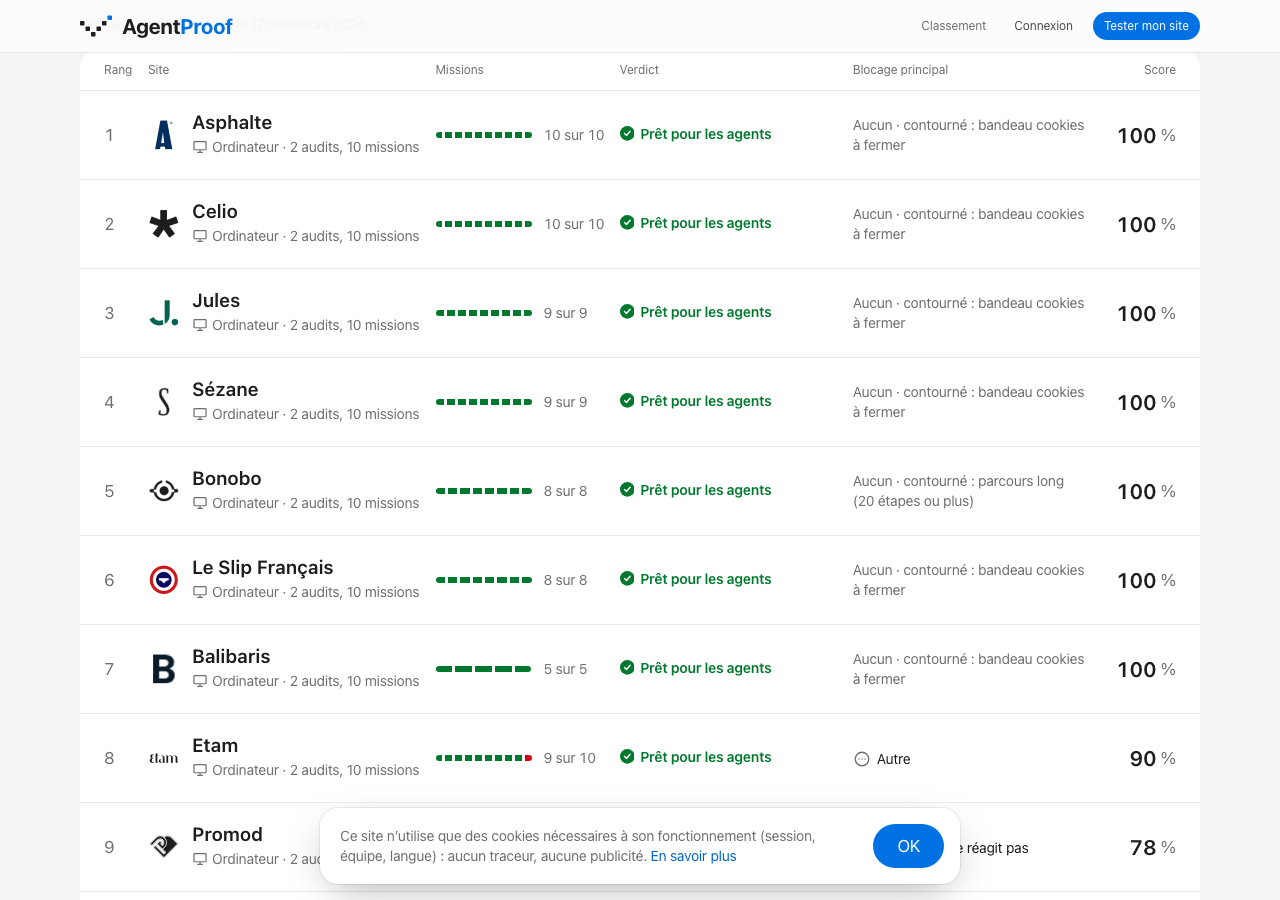 AgentProof
le 17 novembre 2026
Classement
Connexion
Tester mon site
Rang Site Missions Verdict Blocage principal Score
1 Asphalte
Ordinateur · 2 audits, 10 missions
10 sur 10
Prêt pour les agents
Aucun · contourné : bandeau cookies
à fermer
100 %
2 Celio
Ordinateur · 2 audits, 10 missions
10 sur 10
Prêt pour les agents
Aucun · contourné : bandeau cookies
à fermer
100 %
3 Jules
Ordinateur · 2 audits, 10 missions
9 sur 9
Prêt pour les agents
Aucun · contourné : bandeau cookies
à fermer
100 %
4 Sézane
Ordinateur · 2 audits, 10 missions
9 sur 9
Prêt pour les agents
Aucun · contourné : bandeau cookies
à fermer
100 %
5 Bonobo
Ordinateur · 2 audits, 10 missions
8 sur 8
Prêt pour les agents
Aucun · contourné : parcours long
(20 étapes ou plus)
100 %
6 Le Slip Français
Ordinateur · 2 audits, 10 missions
8 sur 8
Prêt pour les agents
Aucun · contourné : bandeau cookies
à fermer
100 %
7 B Balibaris
Ordinateur · 2 audits, 10 missions
5 sur 5
Prêt pour les agents
Aucun · contourné : bandeau cookies
à fermer
100 %
8 Etam Etam
Ordinateur · 2 audits, 10 missions
9 sur 10
Prêt pour les agents
Autre
90 %
9 Promod
Ordinateur · 2
réagit pas
78 %
Ce site n’utilise que des cookies nécessaires à son fonctionnement (session,
équipe, langue) : aucun traceur, aucune publicité. En savoir plus
OK